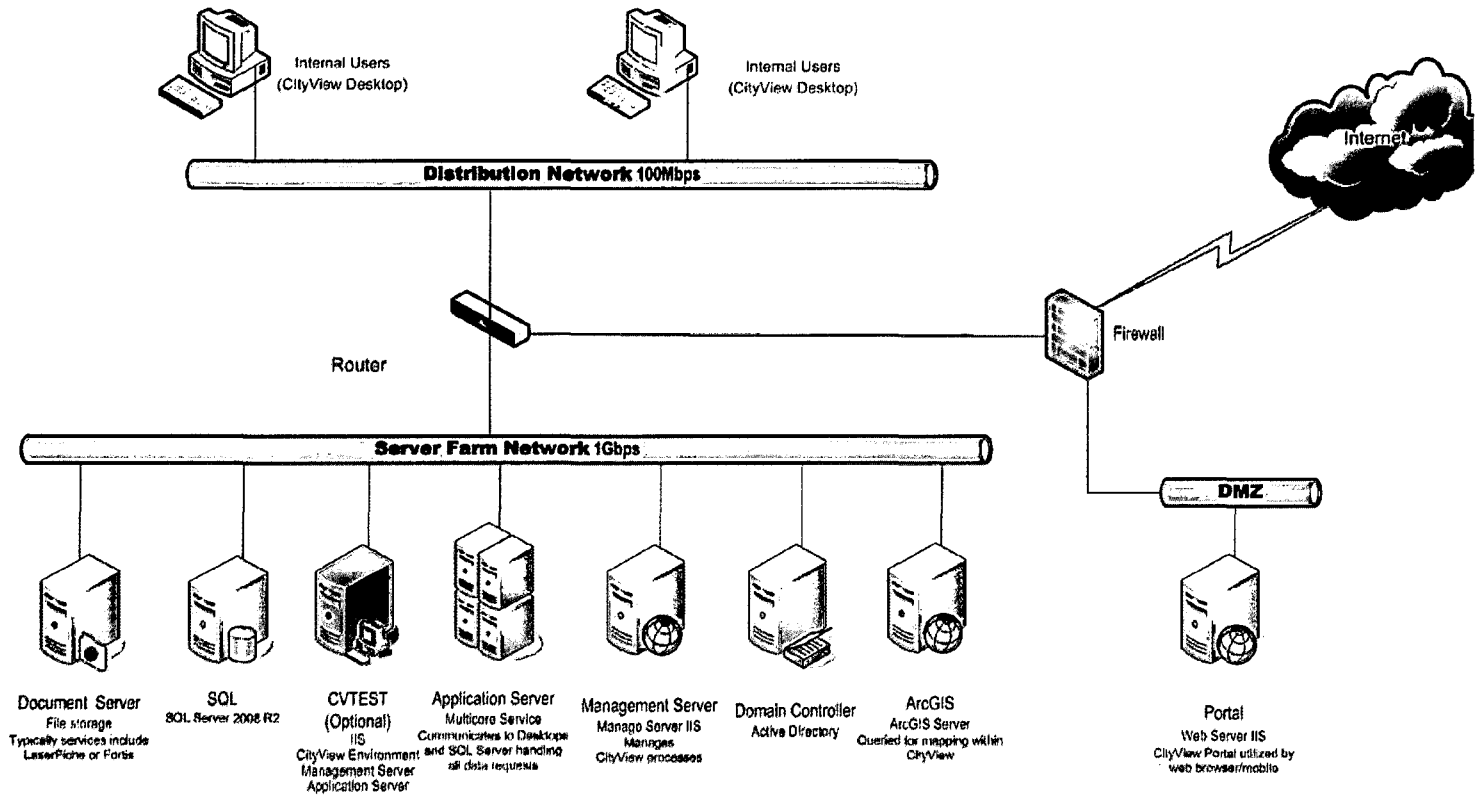 Internal Users
(CityView Desktop)
Internal Users
(CityView Desktop)
Internet
Distribution Network 100Mbps
Firewall
Router
Server Farm Network 1Gbps
DMZ
Document Server
File storage
Typically services include
LaserFiche or Fortis
SQL
SQL Server 2008 R2
CVTEST
(Optional)
IIS
CityView Environment
Management Server
Application Server
Application Server
Multicore Service
Communicates to Desktops
and SQL Server handling
all data requests
Management Server
Manage Server IIS
Manages
CityView processes
Domain Controller
Active Directory
ArcGIS
ArcGIS Server
Queried for mapping within
CityView
Portal
Web Server IIS
CityView Portal utilized by
web browser/mobile